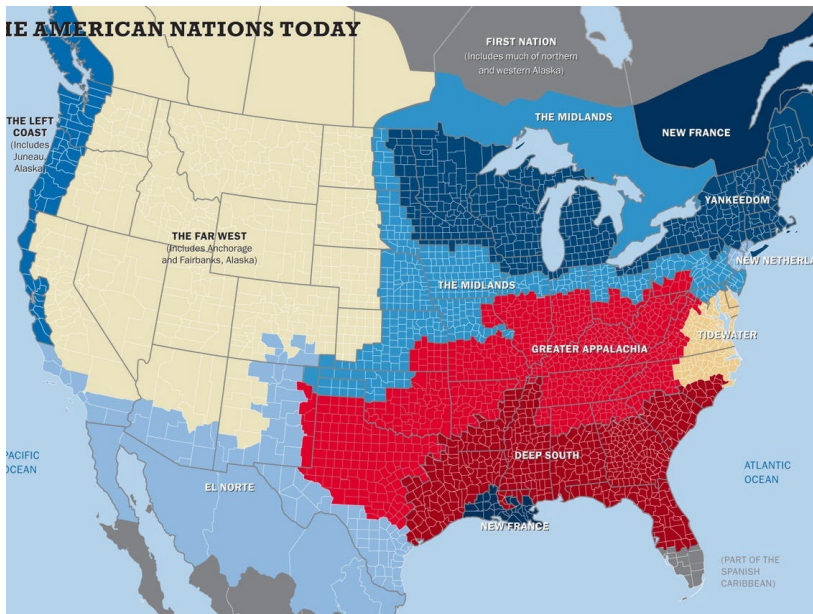 HE AMERICAN NATIONS TODAY
FIRST NATION
(Includes much of northern
and western Alaska)
THE LEFT
COAST
(Includes
Juneau,
Alaska)
THE MIDLANDS
NEW FRANCE
YANKEEDOM
THE FAR WEST
(Includes Anchorage
and Fairbanks, Alaska)
NEW NETHERLA
THE MIDLANDS
TIDEWATER
GREATER APPALACHIA
PACIFIC
OCEAN
DEEP SOUTH
ATLANTIC
OCEAN
EL NORTE
NEW FRANCE
(PART OF THE
SPANISH
CARIBBEAN)